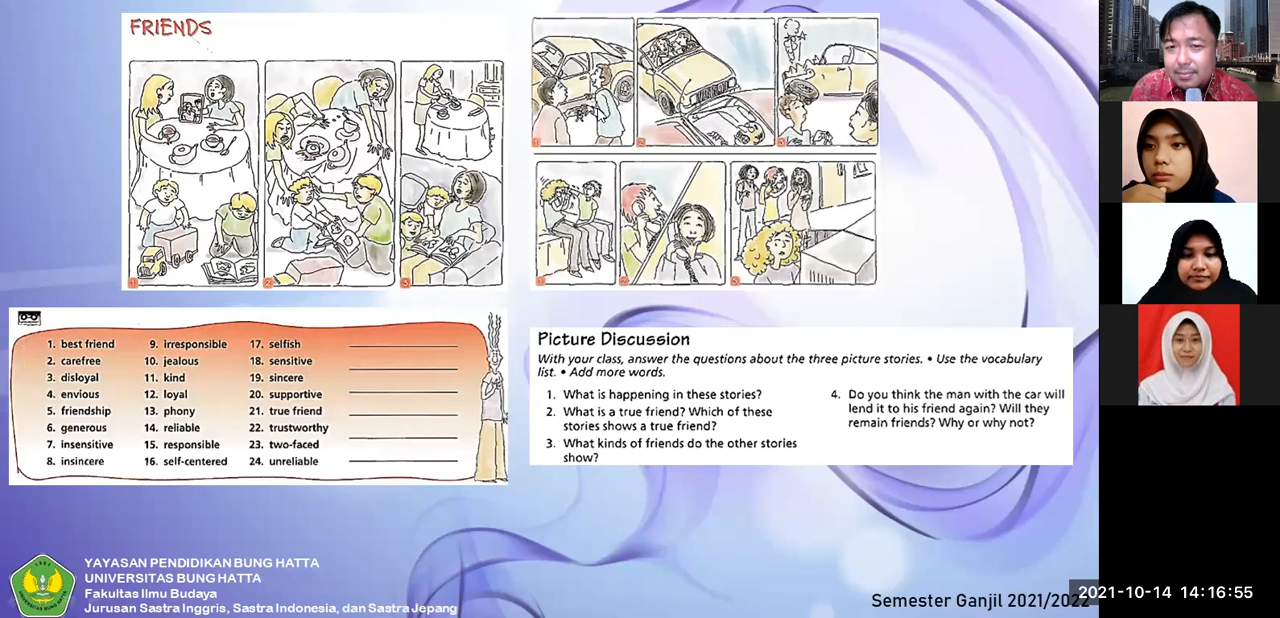 FRIENDS
1. best friend
2. carefree
3. disloyal
4. envious
5. friendship
6. generous
7. insensitive
8. insincere
9. irresponsible
10. jealous
11. kind
12. loyal
13. phony
14. reliable
15. responsible
16. self-centered
17. selfish
18. sensitive
19. sincere
20. supportive
21. true friend
22. trustworthy
23. two-faced
24. unreliable
Picture Discussion
With your class, answer the questions about the three picture stories. • Use the vocabulary
list. • Add more words.
1. What is happening in these stories?
2. What is a true friend? Which of these
stories shows a true friend?
3. What kinds of friends do the other stories
show?
4. Do you think the man with the car will
lend it to his friend again? Will they
remain friends? Why or why not?
YAYASAN PENDIDIKAN BUNG HATTA
UNIVERSITAS BUNG HATTA
Fakultas Ilmu Budaya
Jurusan Sastra Inggris, Sastra Indonesia, dan Sastra Jepang
Semester Ganjil 2021/2022
2021-10-14 14:16:55